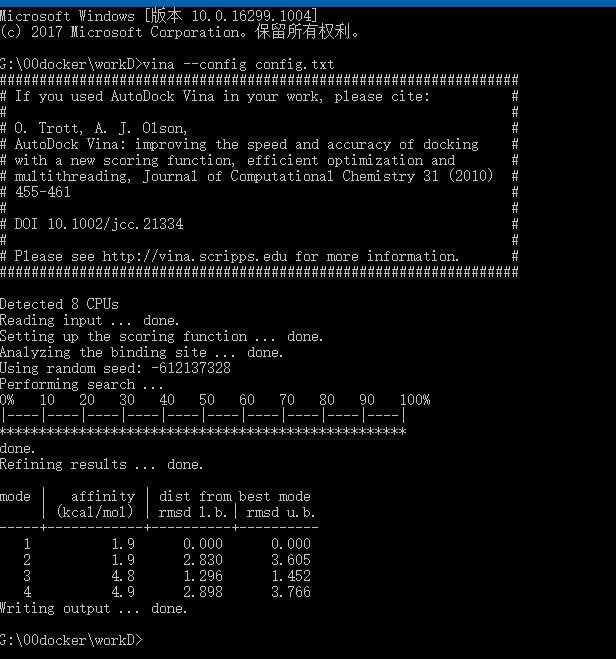 Microsoft Windows [版本 10.0.16299.1004]
(c) 2017 Microsoft Corporation。保留所有权利。
G:\00docker\workD>vina --config config.txt
#################################################################
# If you used AutoDock Vina in your work, please cite:          #
#                                                               #
# O. Trott, A. J. Olson,                                        #
# AutoDock Vina: improving the speed and accuracy of docking    #
# with a new scoring function, efficient optimization and       #
# multithreading, Journal of Computational Chemistry 31 (2010)  #
# 455-461                                                       #
#                                                               #
# DOI 10.1002/jcc.21334                                         #
#                                                               #
# Please see http://vina.scripps.edu for more information.      #
#################################################################
Detected 8 CPUs
Reading input ... done.
Setting up the scoring function ... done.
Analyzing the binding site ... done.
Using random seed: -612137328
Performing search ...
0%   10   20   30   40   50   60   70   80   90   100%
|----|----|----|----|----|----|----|----|----|----|
***************************************************
done.
Refining results ... done.
mode |   affinity | dist from best mode
     | (kcal/mol) | rmsd l.b.| rmsd u.b.
-----+------------+----------+----------
   1          1.9      0.000      0.000
   2          1.9      2.830      3.605
   3          4.8      1.296      1.452
   4          4.9      2.898      3.766
Writing output ... done.
G:\00docker\workD>